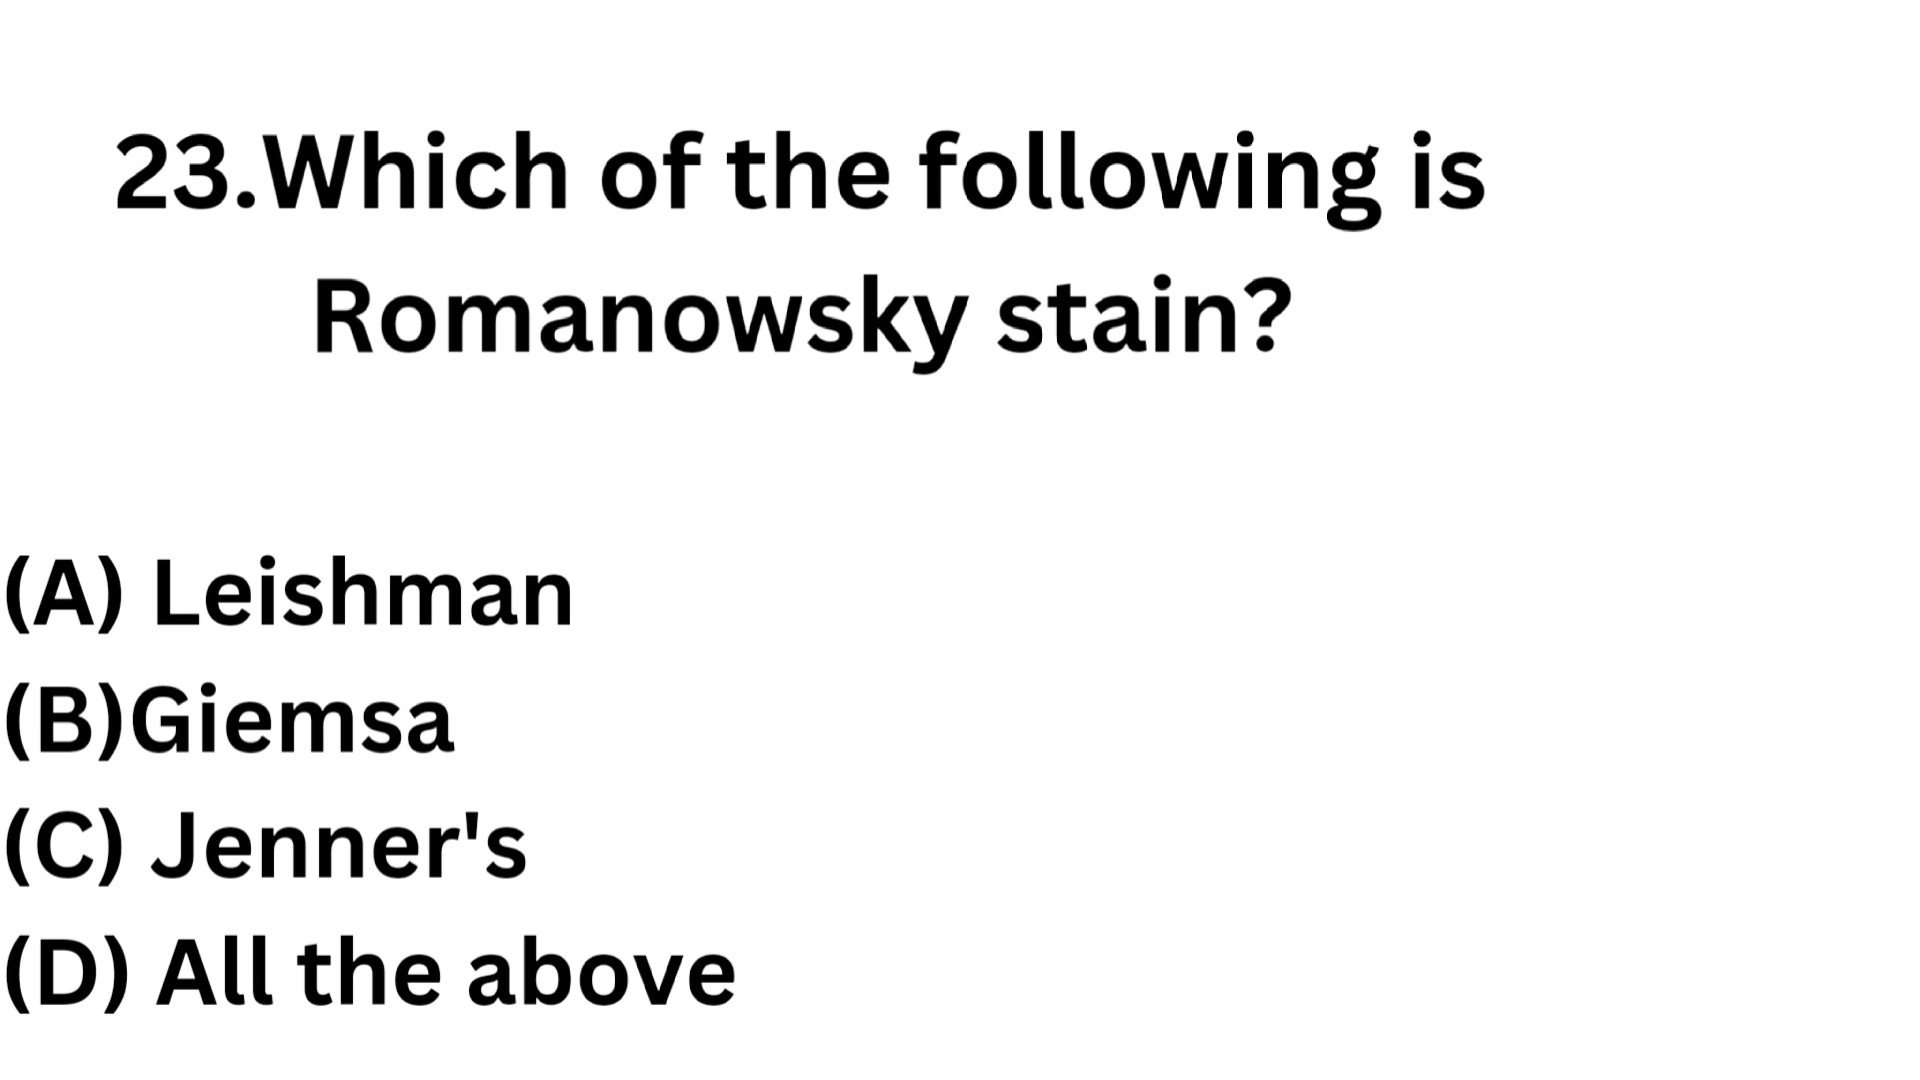 23.Which of the following is
Romanowsky stain?
(A) Leishman
(B)Giemsa
(C) Jenner's
(D) All the above